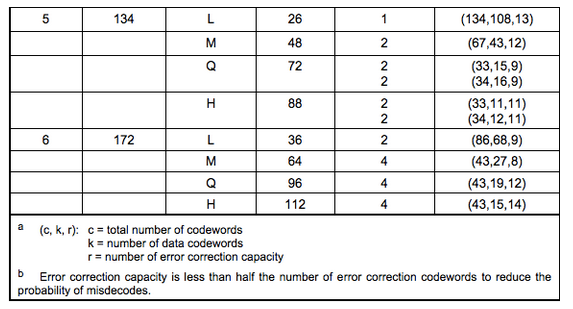 5 134 L 26 1 (134,108,13)
M 48 2 (67,43,12)
Q 72 2 (33,15,9)
2 (34,16,9)
H 88 2 (33,11,11)
2 (34,12,11)
6 172 L 36 2 (86,68,9)
M 64 4 (43,27,8)
Q 96 4 (43,19,12)
H 112 4 (43,15,14)
a (c, k, r): c = total number of codewords
k = number of data codewords
r = number of error correction capacity
b Error correction capacity is less than half the number of error correction codewords to reduce the
probability of misdecodes.